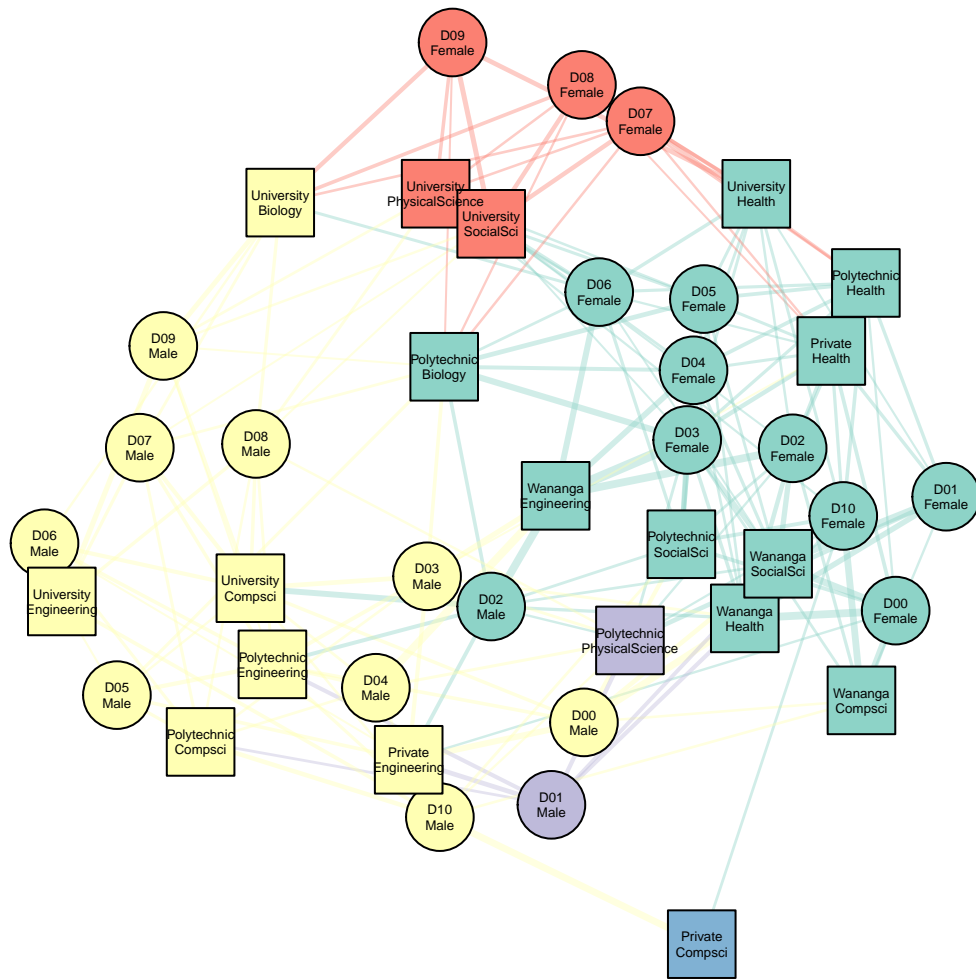 D09
Female
D08
Female
D07
Female
University
Biology
University
PhysicalScience
University
SocialSci
University
Health
D06
Female
D05
Female
Polytechnic
Health
D09
Male
Polytechnic
Biology
D04
Female
Private
Health
D07
Male
D08
Male
D03
Female
D02
Female
Wananga
Engineering
D10
Female
D01
Female
D06
Male
Polytechnic
SocialSci
Wananga
SocialSci
University
Engineering
University
Compsci
D03
Male
D02
Male
Polytechnic
PhysicalScience
Wananga
Health
D00
Female
Polytechnic
Engineering
D05
Male
D04
Male
Wananga
Compsci
Polytechnic
Compsci
D00
Male
Private
Engineering
D01
Male
D10
Male
Private
Compsci